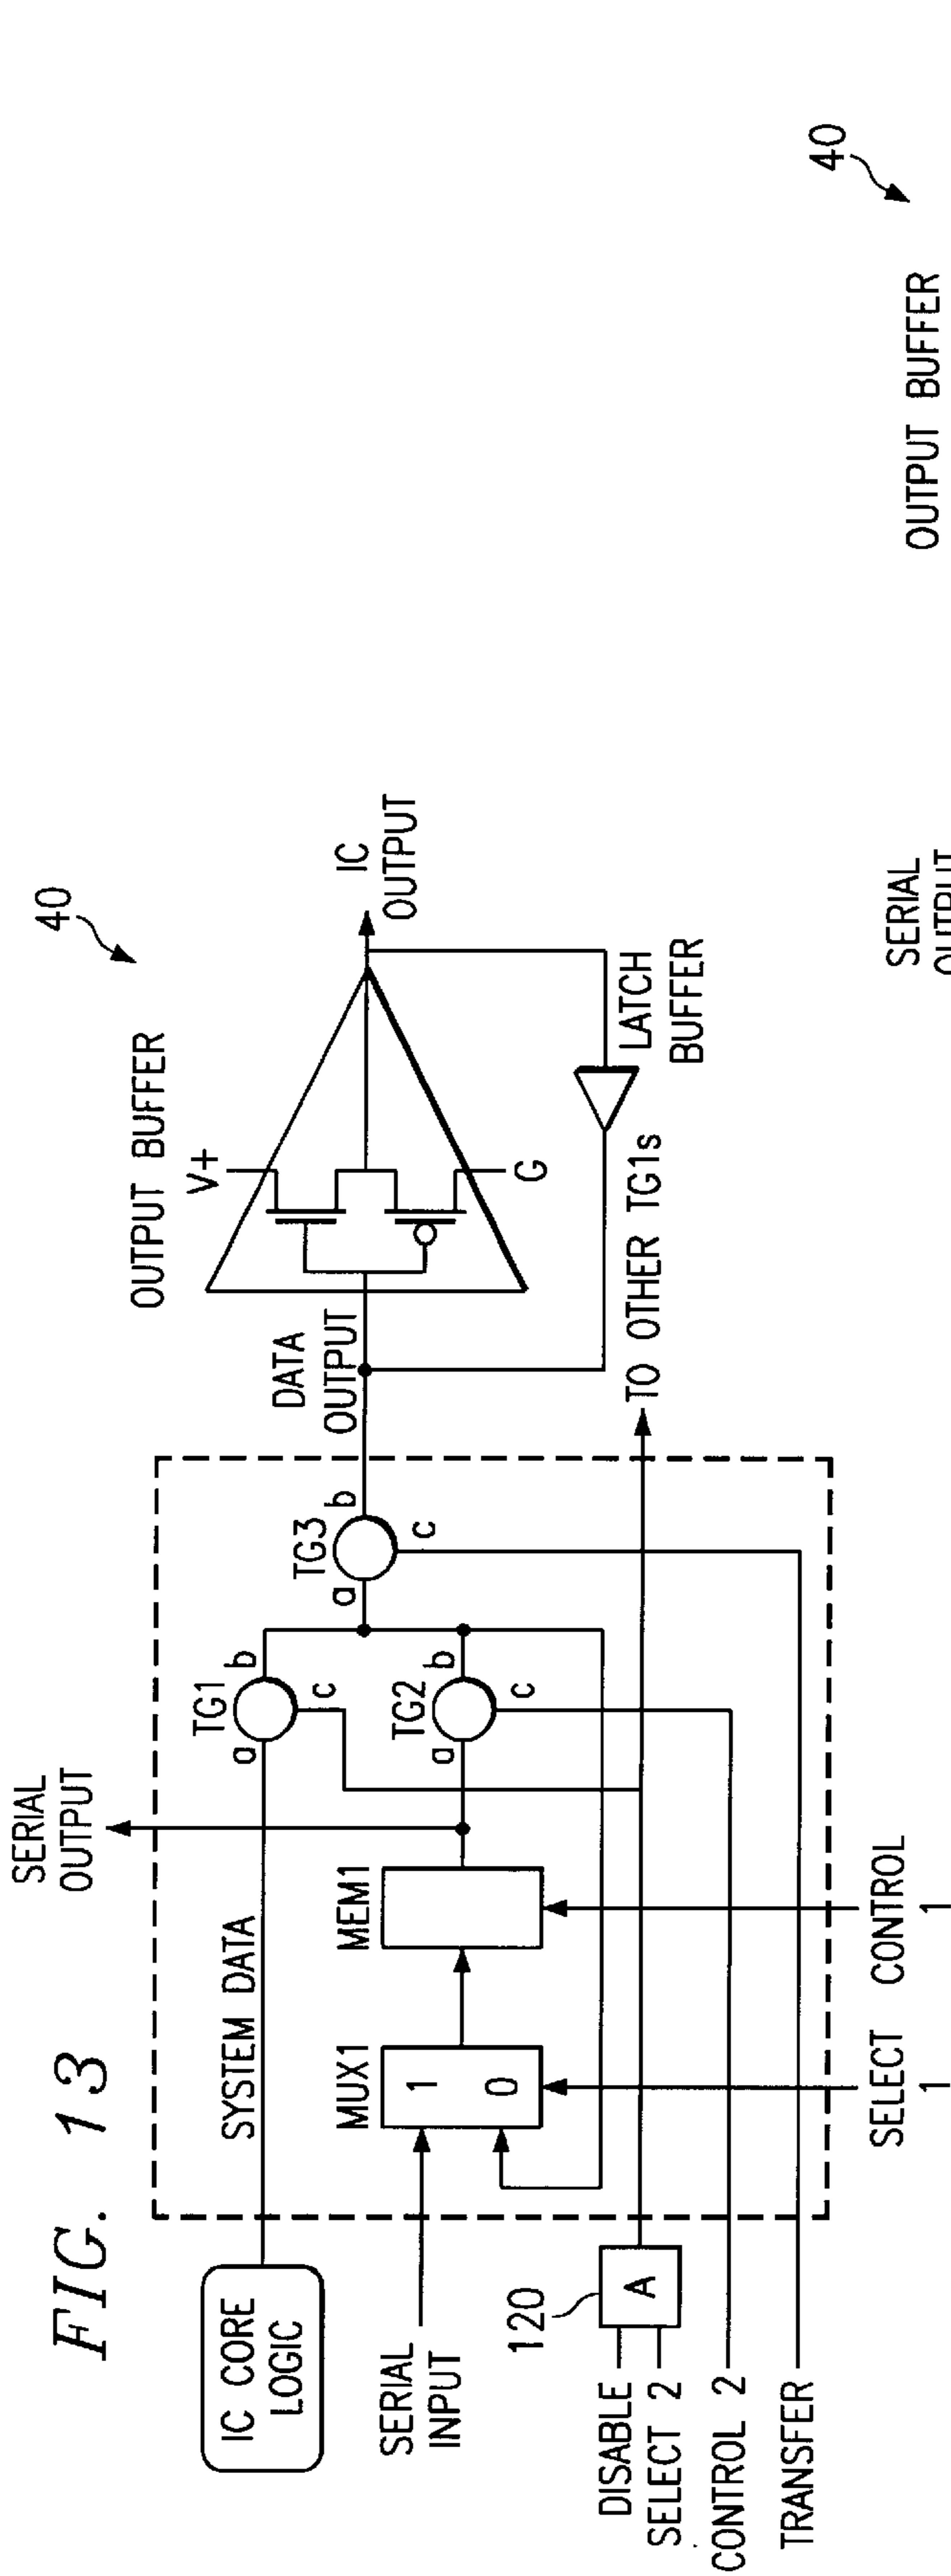 FIG. 13
40
SERIAL
OUTPUT
OUTPUT BUFFER
V+
IC CORE
LOGIC
SYSTEM DATA
a
TG1
b
c
TG3
a
b
c
DATA
OUTPUT
IC
OUTPUT
G
SERIAL
INPUT
MUX1
1
0
MEM1
a
TG2
b
c
LATCH
BUFFER
120
A
TO OTHER TG1s
DISABLE
SELECT 2
CONTROL 2
TRANSFER
SELECT
1
CONTROL
1
40
OUTPUT BUFFER
SERIAL
OUTPUT